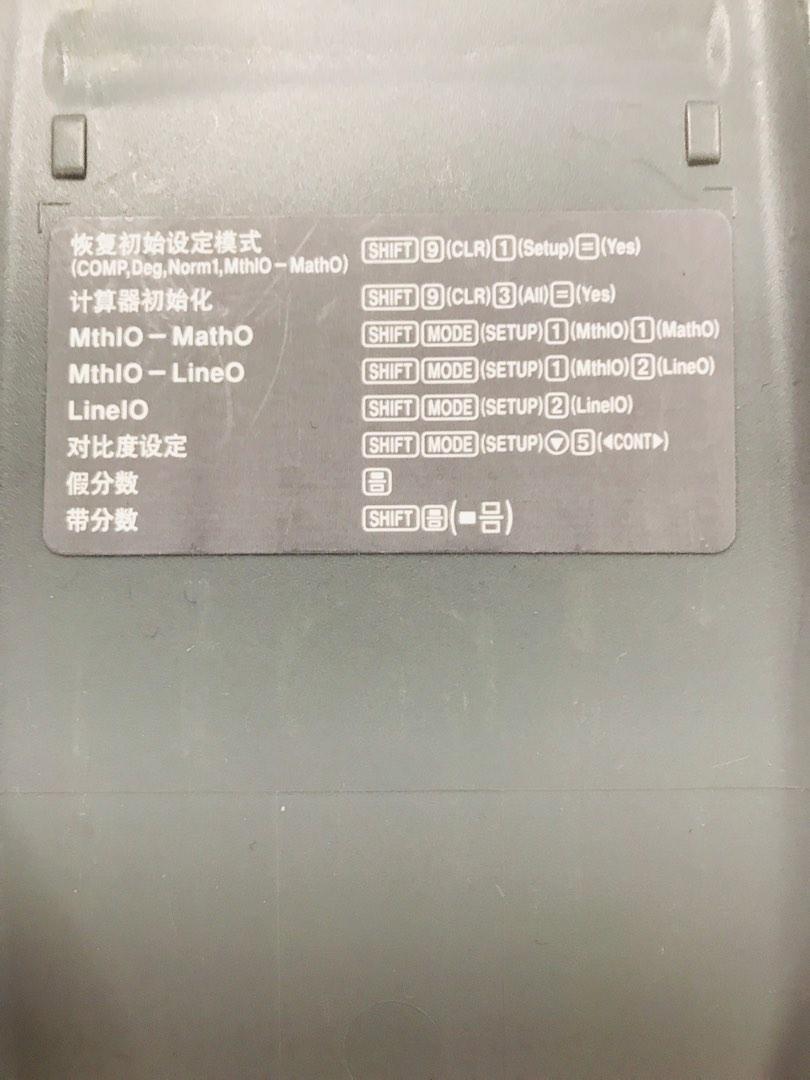 恢复初始设定模式 SHIFT 9 (CLR) 1 (Setup) = (Yes)
(COMP,Deg,Norm1,MthIO－MathO)
计算器初始化 SHIFT 9 (CLR) 3 (All) = (Yes)
MthIO－MathO SHIFT MODE (SETUP) 1 (MthIO) 1 (MathO)
MthIO－LineO SHIFT MODE (SETUP) 1 (MthIO) 2 (LineO)
LineIO SHIFT MODE (SETUP) 2 (LineIO)
对比度设定 SHIFT MODE (SETUP) ▼ 5 (◀CONT▶)
假分数
带分数 SHIFT